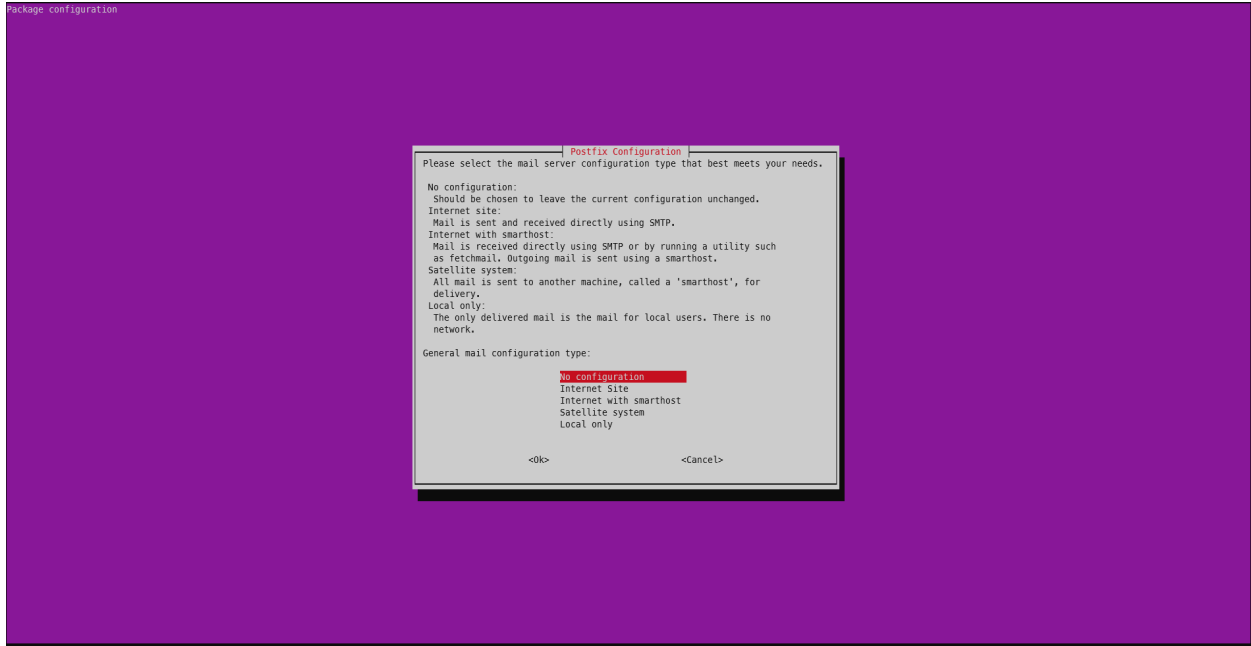 Package configuration
Postfix Configuration
Please select the mail server configuration type that best meets your needs.
No configuration:
Should be chosen to leave the current configuration unchanged.
Internet site:
Mail is sent and received directly using SMTP.
Internet with smarthost:
Mail is received directly using SMTP or by running a utility such
as fetchmail. Outgoing mail is sent using a smarthost.
Satellite system:
All mail is sent to another machine, called a 'smarthost', for
delivery.
Local only:
The only delivered mail is the mail for local users. There is no
network.
General mail configuration type:
No configuration
Internet Site
Internet with smarthost
Satellite system
Local only
<Ok> <Cancel>